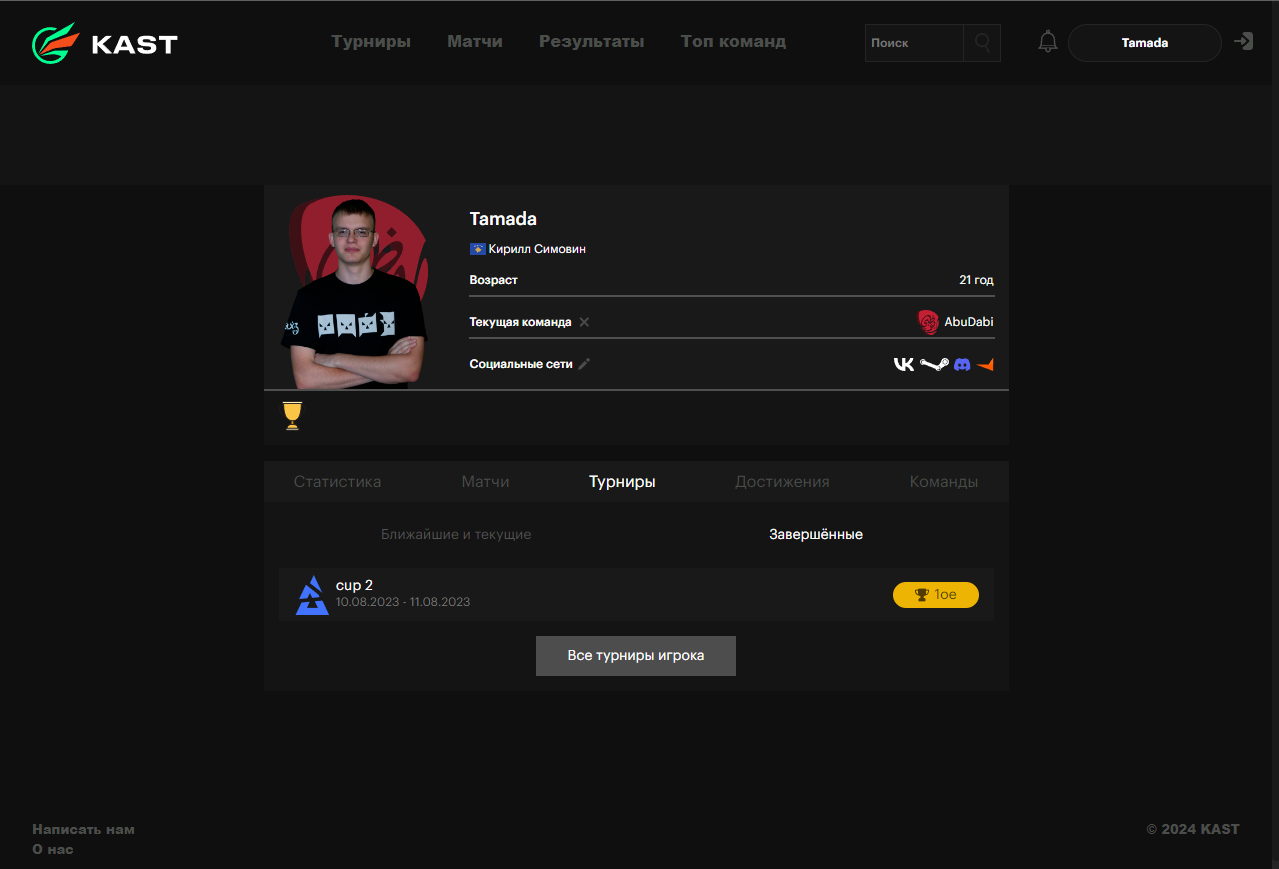 KAST
Турниры Матчи Результаты Топ команд
Поиск
Tamada
Tamada
Кирилл Симовин
Возраст 21 год
Текущая команда AbuDabi
Социальные сети
Статистика Матчи Турниры Достижения Команды
Ближайшие и текущие Завершённые
cup 2
10.08.2023 - 11.08.2023
1ое
Все турниры игрока
Написать нам
О нас
© 2024 KAST